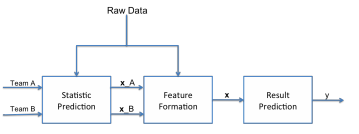 Raw Data
Team A
Team B
Statistic
Prediction
x_A
x_B
Feature
Formation
x
Result
Prediction
y